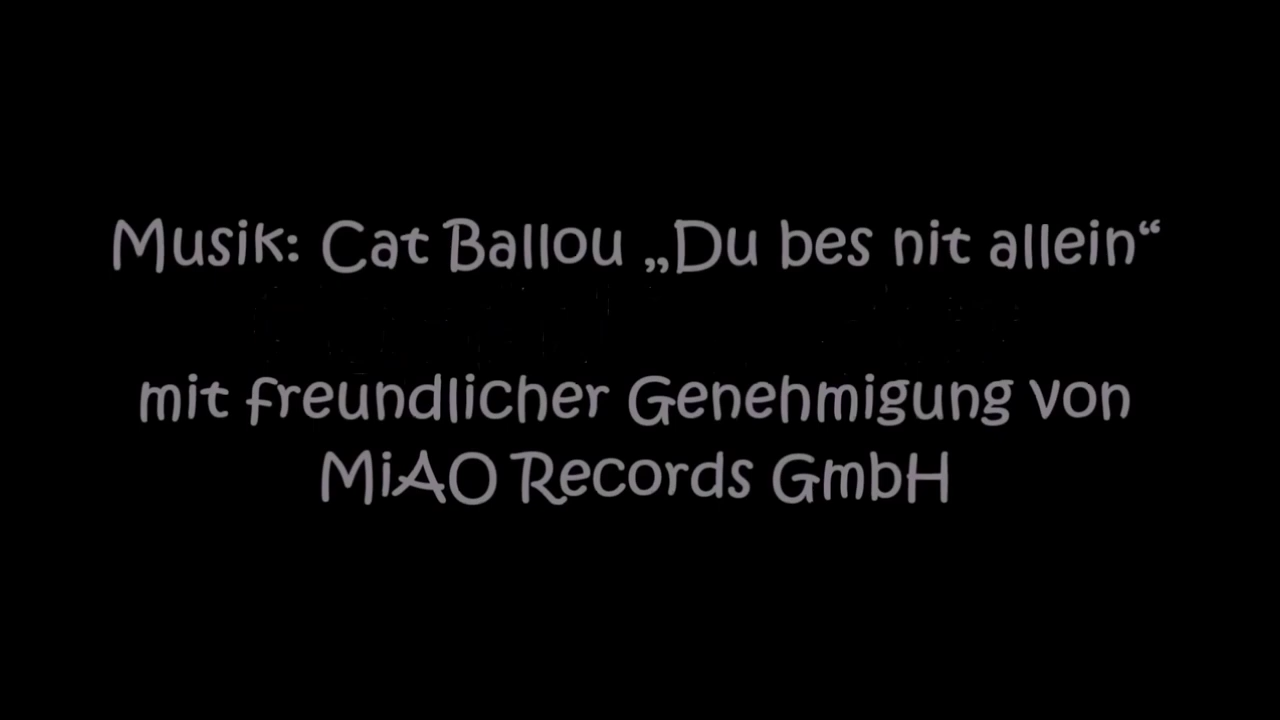 Musik: Cat Ballou „Du bes nit allein“
mit freundlicher Genehmigung von
MiAO Records GmbH